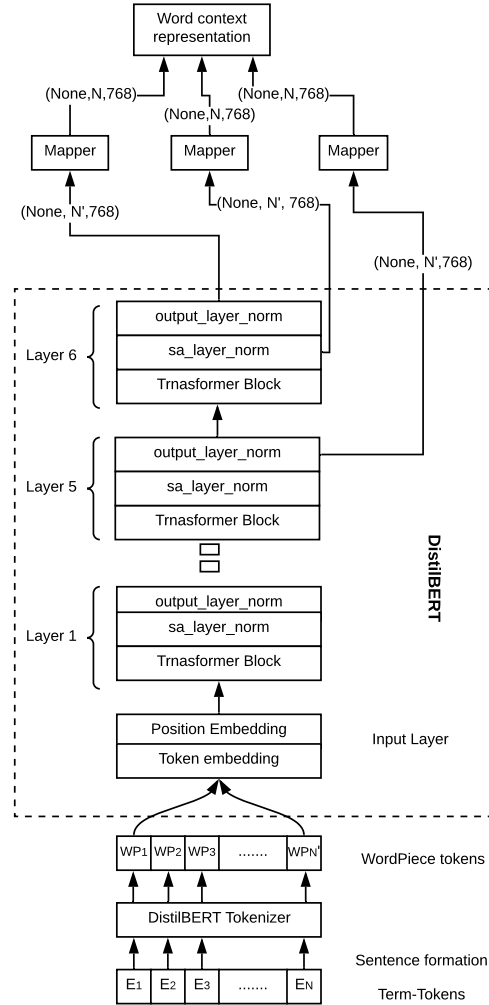 Word context
representation
(None,N,768)
(None,N,768)
(None,N,768)
Mapper
Mapper
Mapper
(None, N',768)
(None, N', 768)
(None, N',768)
Layer 6
output_layer_norm
sa_layer_norm
Trnasformer Block
Layer 5
output_layer_norm
sa_layer_norm
Trnasformer Block
DistilBERT
Layer 1
output_layer_norm
sa_layer_norm
Trnasformer Block
Position Embedding
Token embedding
Input Layer
WP1 WP2 WP3 ....... WPN'
WordPiece tokens
DistilBERT Tokenizer
Sentence formation
E1 E2 E3 ....... EN
Term-Tokens